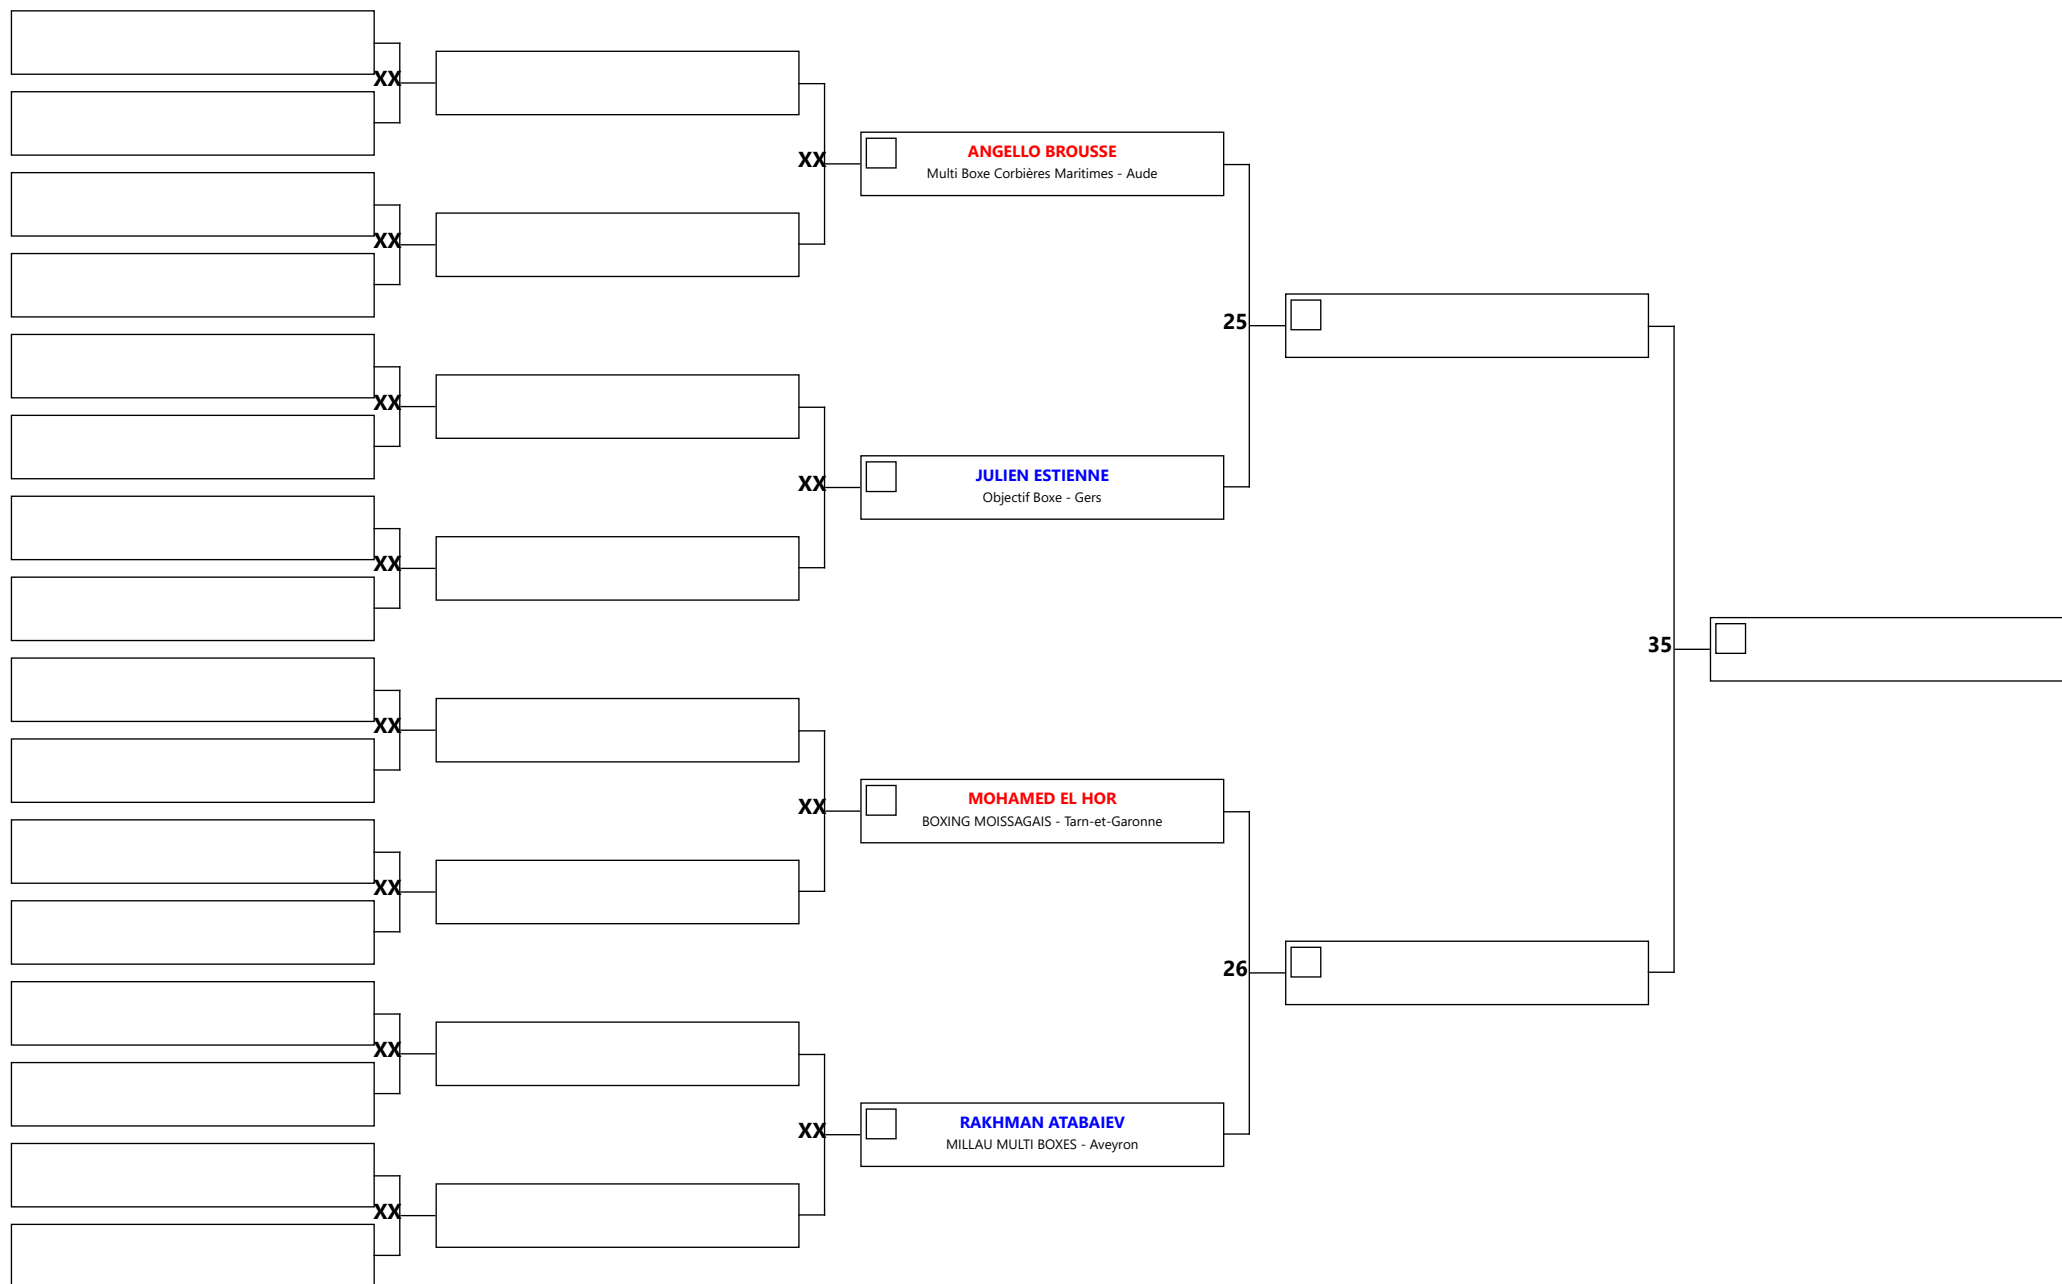 XX
XX
ANGELLO BROUSSE
Multi Boxe Corbières Maritimes - Aude
XX
25
XX
JULIEN ESTIENNE
Objectif Boxe - Gers
XX
XX
35
XX
MOHAMED EL HOR
BOXING MOISSAGAIS - Tarn-et-Garonne
XX
XX
26
XX
RAKHMAN ATABAIEV
MILLAU MULTI BOXES - Aveyron
XX
XX